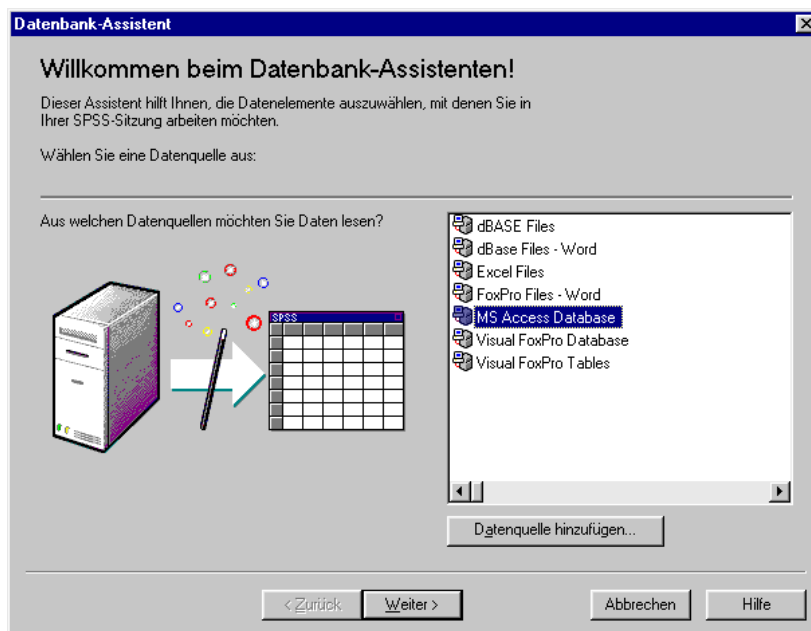 Datenbank-Assistent
Willkommen beim Datenbank-Assistenten!
Dieser Assistent hilft Ihnen, die Datenelemente auszuwählen, mit denen Sie in
Ihrer SPSS-Sitzung arbeiten möchten.
Wählen Sie eine Datenquelle aus:
Aus welchen Datenquellen möchten Sie Daten lesen?
SPSS
dBASE Files
dBase Files - Word
Excel Files
FoxPro Files - Word
MS Access Database
Visual FoxPro Database
Visual FoxPro Tables
Datenquelle hinzufügen...
< Zurück
Weiter >
Abbrechen
Hilfe